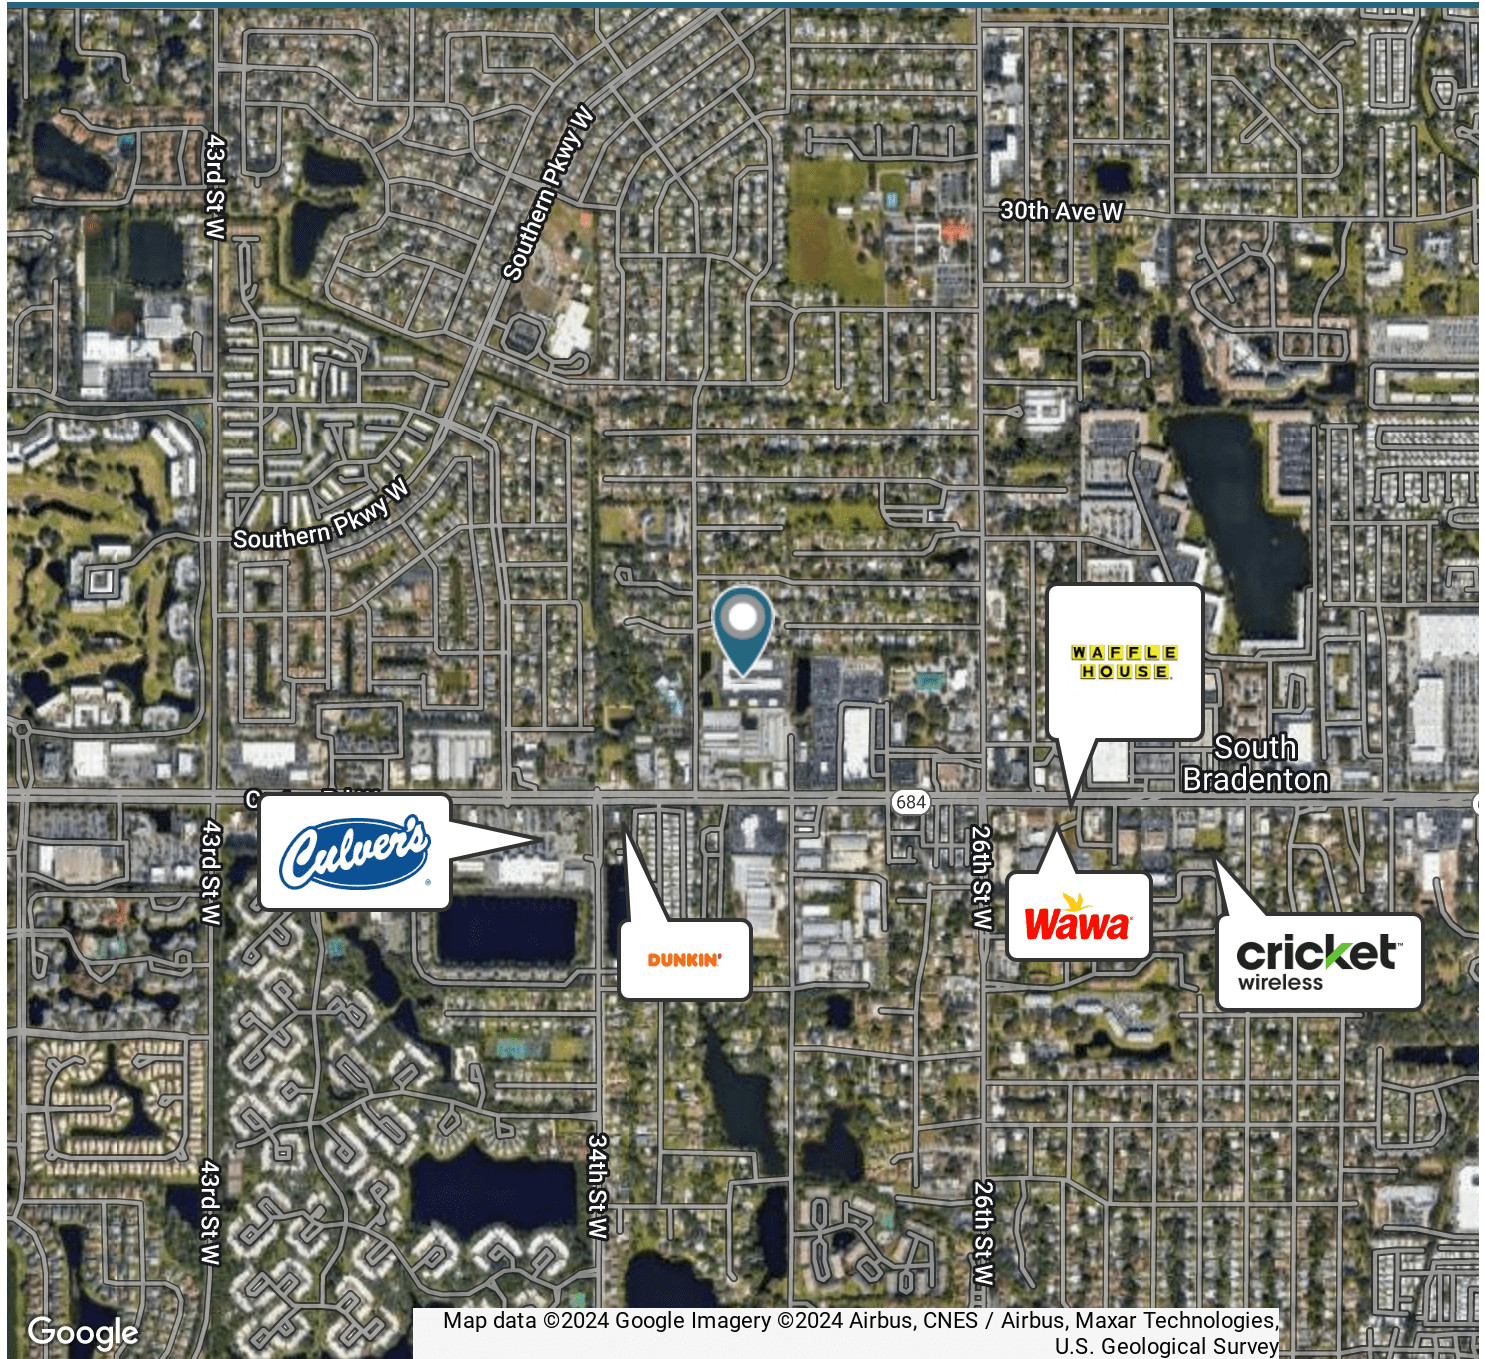 43rd St W
Southern Pkwy W
30th Ave W
Southern Pkwy W
WAFFLE
HOUSE
South
Bradenton
684
Culver's
43rd St W
26th St W
Wawa
DUNKIN'
cricket
wireless
34th St W
43rd St W
26th St W
Google
Map data ©2024 Google Imagery ©2024 Airbus, CNES / Airbus, Maxar Technologies,
U.S. Geological Survey